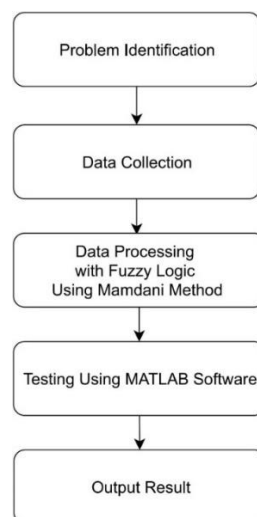 Problem Identification
Data Collection
Data Processing
with Fuzzy Logic
Using Mamdani Method
Testing Using MATLAB Software
Output Result